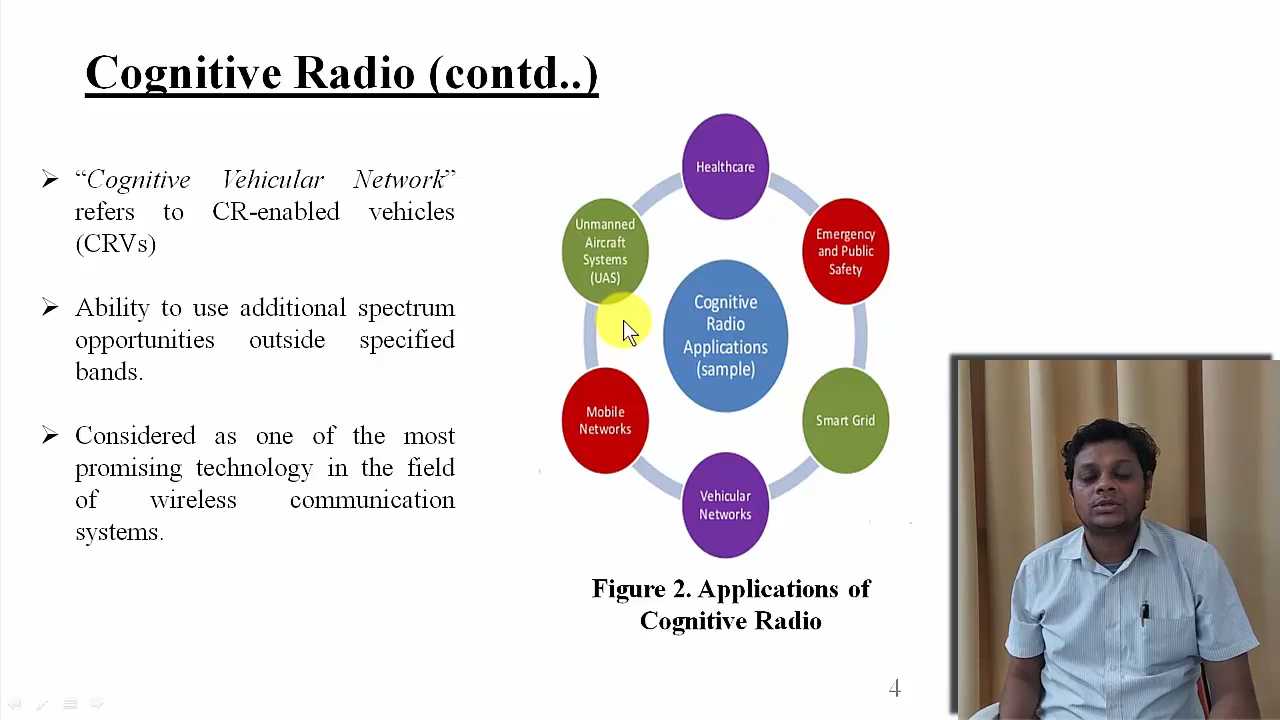 Cognitive Radio (contd..)
“Cognitive Vehicular Network”
refers to CR-enabled vehicles
(CRVs)
Ability to use additional spectrum
opportunities outside specified
bands.
Considered as one of the most
promising technology in the field
of wireless communication
systems.
Healthcare
Emergency
and Public
Safety
Smart Grid
Vehicular
Networks
Mobile
Networks
Unmanned
Aircraft
Systems
(UAS)
Cognitive
Radio
Applications
(sample)
Figure 2. Applications of
Cognitive Radio
4